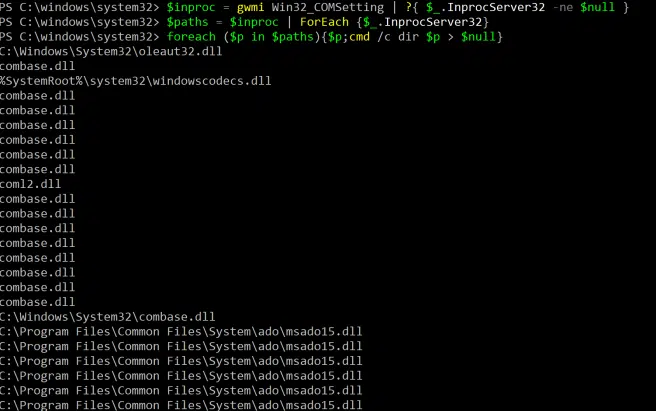 PS C:\windows\system32> $inproc = gwmi Win32_COMSetting | ?{ $_.InprocServer32 -ne $null }
PS C:\windows\system32> $paths = $inproc | ForEach {$_.InprocServer32}
PS C:\windows\system32> foreach ($p in $paths){$p;cmd /c dir $p > $null}
C:\Windows\System32\oleaut32.dll
combase.dll
%SystemRoot%\system32\windowscodecs.dll
combase.dll
combase.dll
combase.dll
combase.dll
combase.dll
combase.dll
coml2.dll
combase.dll
combase.dll
combase.dll
combase.dll
combase.dll
combase.dll
combase.dll
combase.dll
C:\Windows\System32\combase.dll
C:\Program Files\Common Files\System\ado\msado15.dll
C:\Program Files\Common Files\System\ado\msado15.dll
C:\Program Files\Common Files\System\ado\msado15.dll
C:\Program Files\Common Files\System\ado\msado15.dll
C:\Program Files\Common Files\System\ado\msado15.dll
C:\Program Files\Common Files\System\ado\msado15.dll